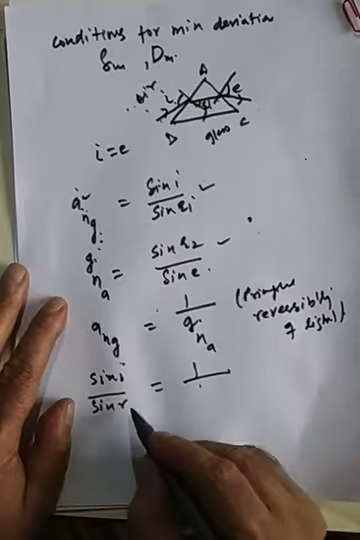 conditions for min deviation
δm , Dm.
A
air
i
e
B
C
glass
i = e
a n g = sin i / sin r1 ✓
g n a = sin r2 / sin e. ✓
a n g = 1 / g n a (Principle
reversibility
of light)
sin i / sin r = 1 /